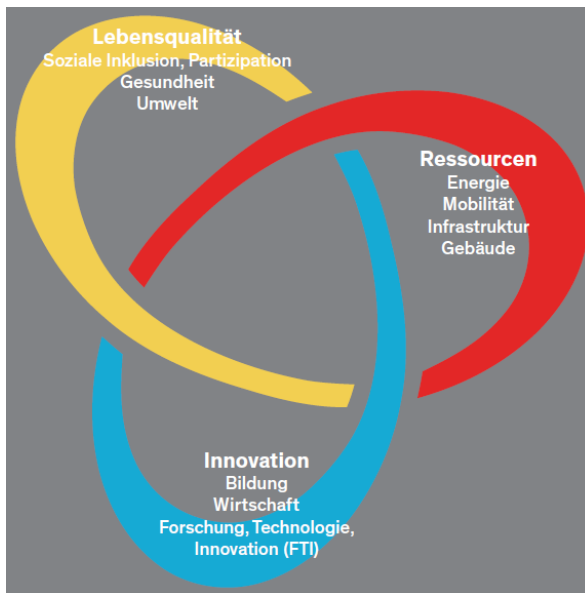 Lebensqualität
Soziale Inklusion, Partizipation
Gesundheit
Umwelt
Ressourcen
Energie
Mobilität
Infrastruktur
Gebäude
Innovation
Bildung
Wirtschaft
Forschung, Technologie,
Innovation (FTI)